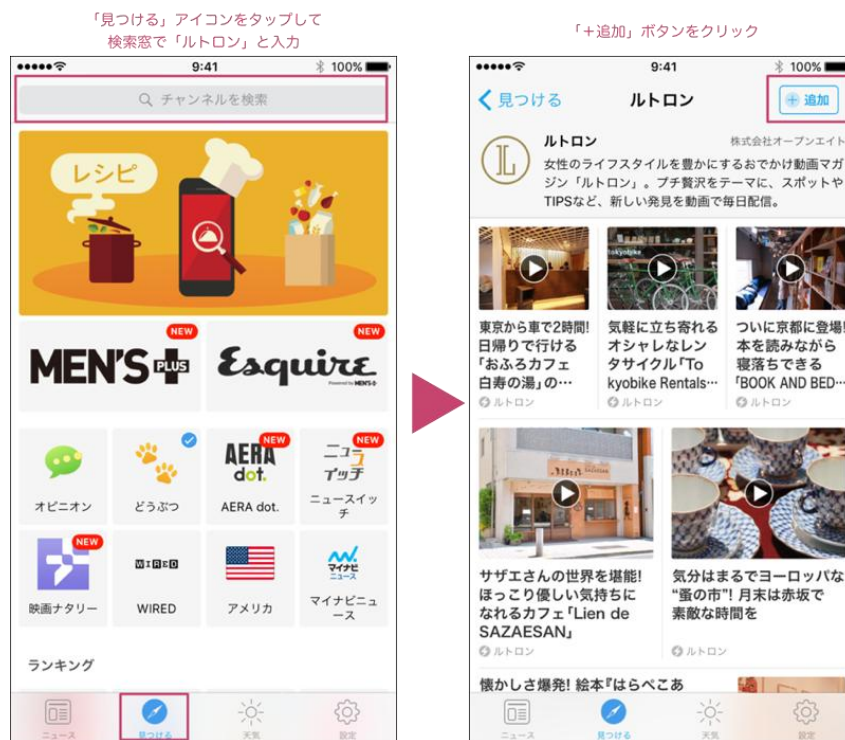 「見つける」アイコンをタップして
検索窓で「ルトロン」と入力
9:41
100%
チャンネルを検索
レシピ
NEW
NEW
MEN'S PLUS
Esquire
Powered by MEN'S+
オピニオン
どうぶつ
NEW
AERA
dot.
AERA dot.
NEW
ニュー
スイッチ
ニュースイッ
チ
NEW
映画ナタリー
WIRED
WIRED
アメリカ
マイナビ
ニュース
マイナビニュ
ース
ランキング
ニュース
見つける
天気
設定
「+追加」ボタンをクリック
9:41
100%
見つける
ルトロン
+ 追加
ルトロン
株式会社オープンエイト
女性のライフスタイルを豊かにするおでかけ動画マガ
ジン「ルトロン」。プチ贅沢をテーマに、スポットや
TIPSなど、新しい発見を動画で毎日配信。
東京から車で2時間!
日帰りで行ける
「おふろカフェ
白寿の湯」の…
ルトロン
tokyobike
気軽に立ち寄れる
オシャレなレン
タサイクル「To
kyobike Rentals…
ルトロン
ついに京都に登場!
本を読みながら
寝落ちできる
「BOOK AND BED…
ルトロン
サザエさんの世界を堪能!
ほっこり優しい気持ちに
なれるカフェ「Lien de
SAZAESAN」
ルトロン
気分はまるでヨーロッパな
“蚤の市”! 月末は赤坂で
素敵な時間を
ルトロン
懐かしさ爆発! 絵本『はらぺこあ
ニュース
見つける
天気
設定